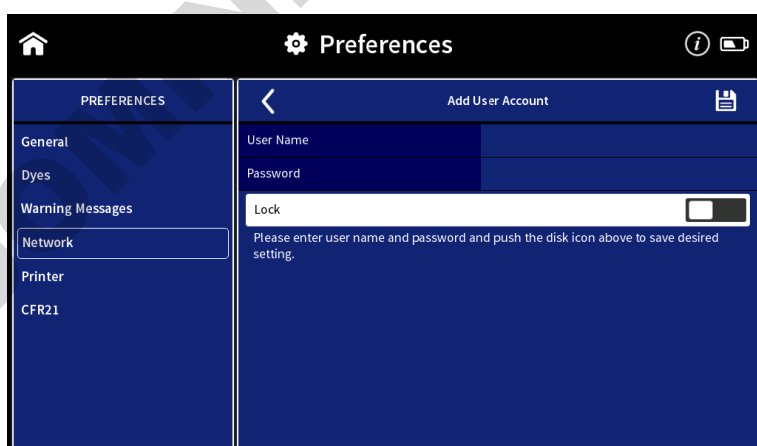 Preferences
i
PREFERENCES
General
Dyes
Warning Messages
Network
Printer
CFR21
Add User Account
User Name
Password
Lock
Please enter user name and password and push the disk icon above to save desired
setting.